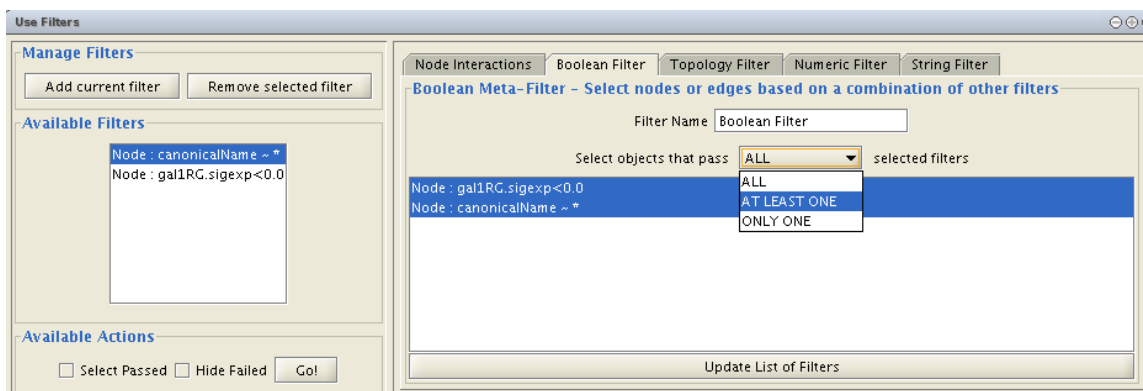 Use Filters
Manage Filters
Add current filter
Remove selected filter
Available Filters
Node : canonicalName ~ *
Node : gal1RG.sigexp<0.0
Available Actions
Select Passed
Hide Failed
Go!
Node Interactions
Boolean Filter
Topology Filter
Numeric Filter
String Filter
Boolean Meta-Filter - Select nodes or edges based on a combination of other filters
Filter Name
Boolean Filter
Select objects that pass
ALL
selected filters
ALL
AT LEAST ONE
ONLY ONE
Node : gal1RG.sigexp<0.0
Node : canonicalName ~ *
Update List of Filters